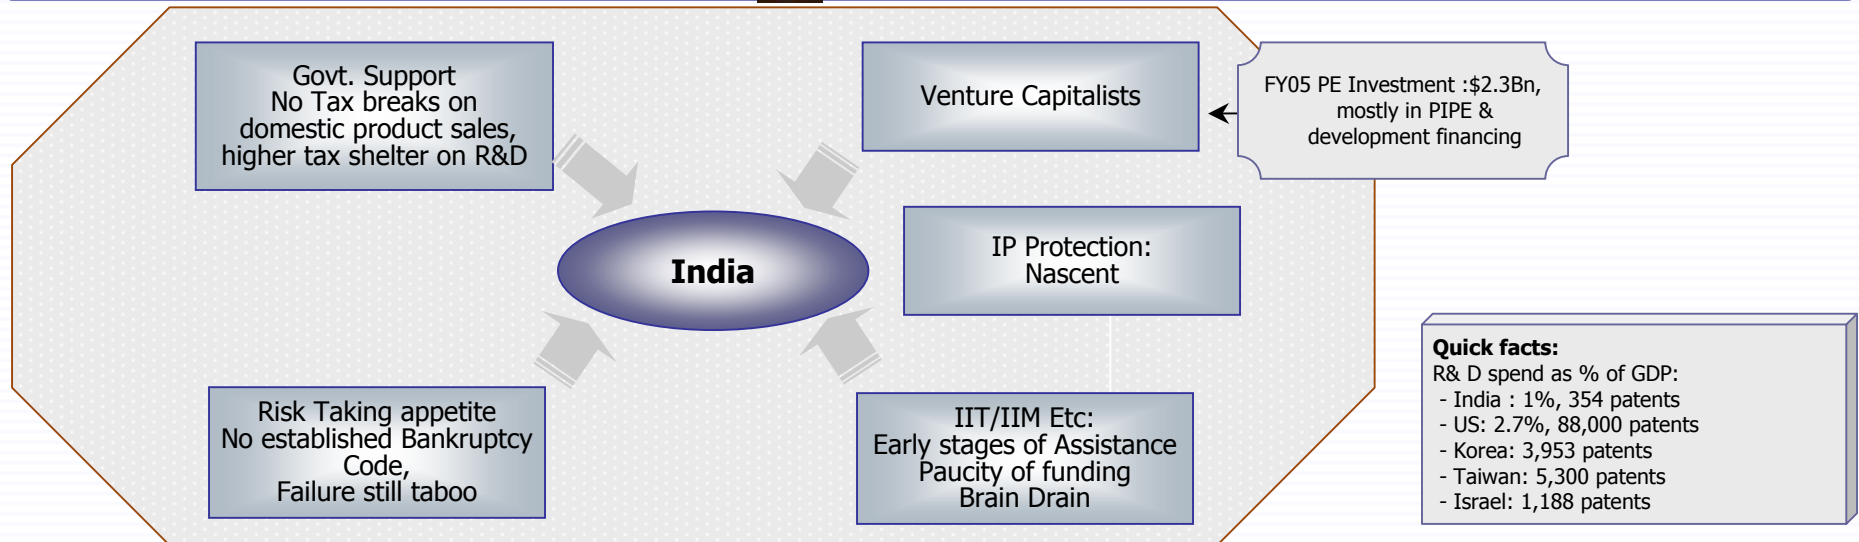 Govt. Support
No Tax breaks on
domestic product sales,
higher tax shelter on R&D
Venture Capitalists
FY05 PE Investment :$2.3Bn,
mostly in PIPE &
development financing
India
IP Protection:
Nascent
Risk Taking appetite
No established Bankruptcy
Code,
Failure still taboo
IIT/IIM Etc:
Early stages of Assistance
Paucity of funding
Brain Drain
Quick facts:
R& D spend as % of GDP:
- India : 1%, 354 patents
- US: 2.7%, 88,000 patents
- Korea: 3,953 patents
- Taiwan: 5,300 patents
- Israel: 1,188 patents